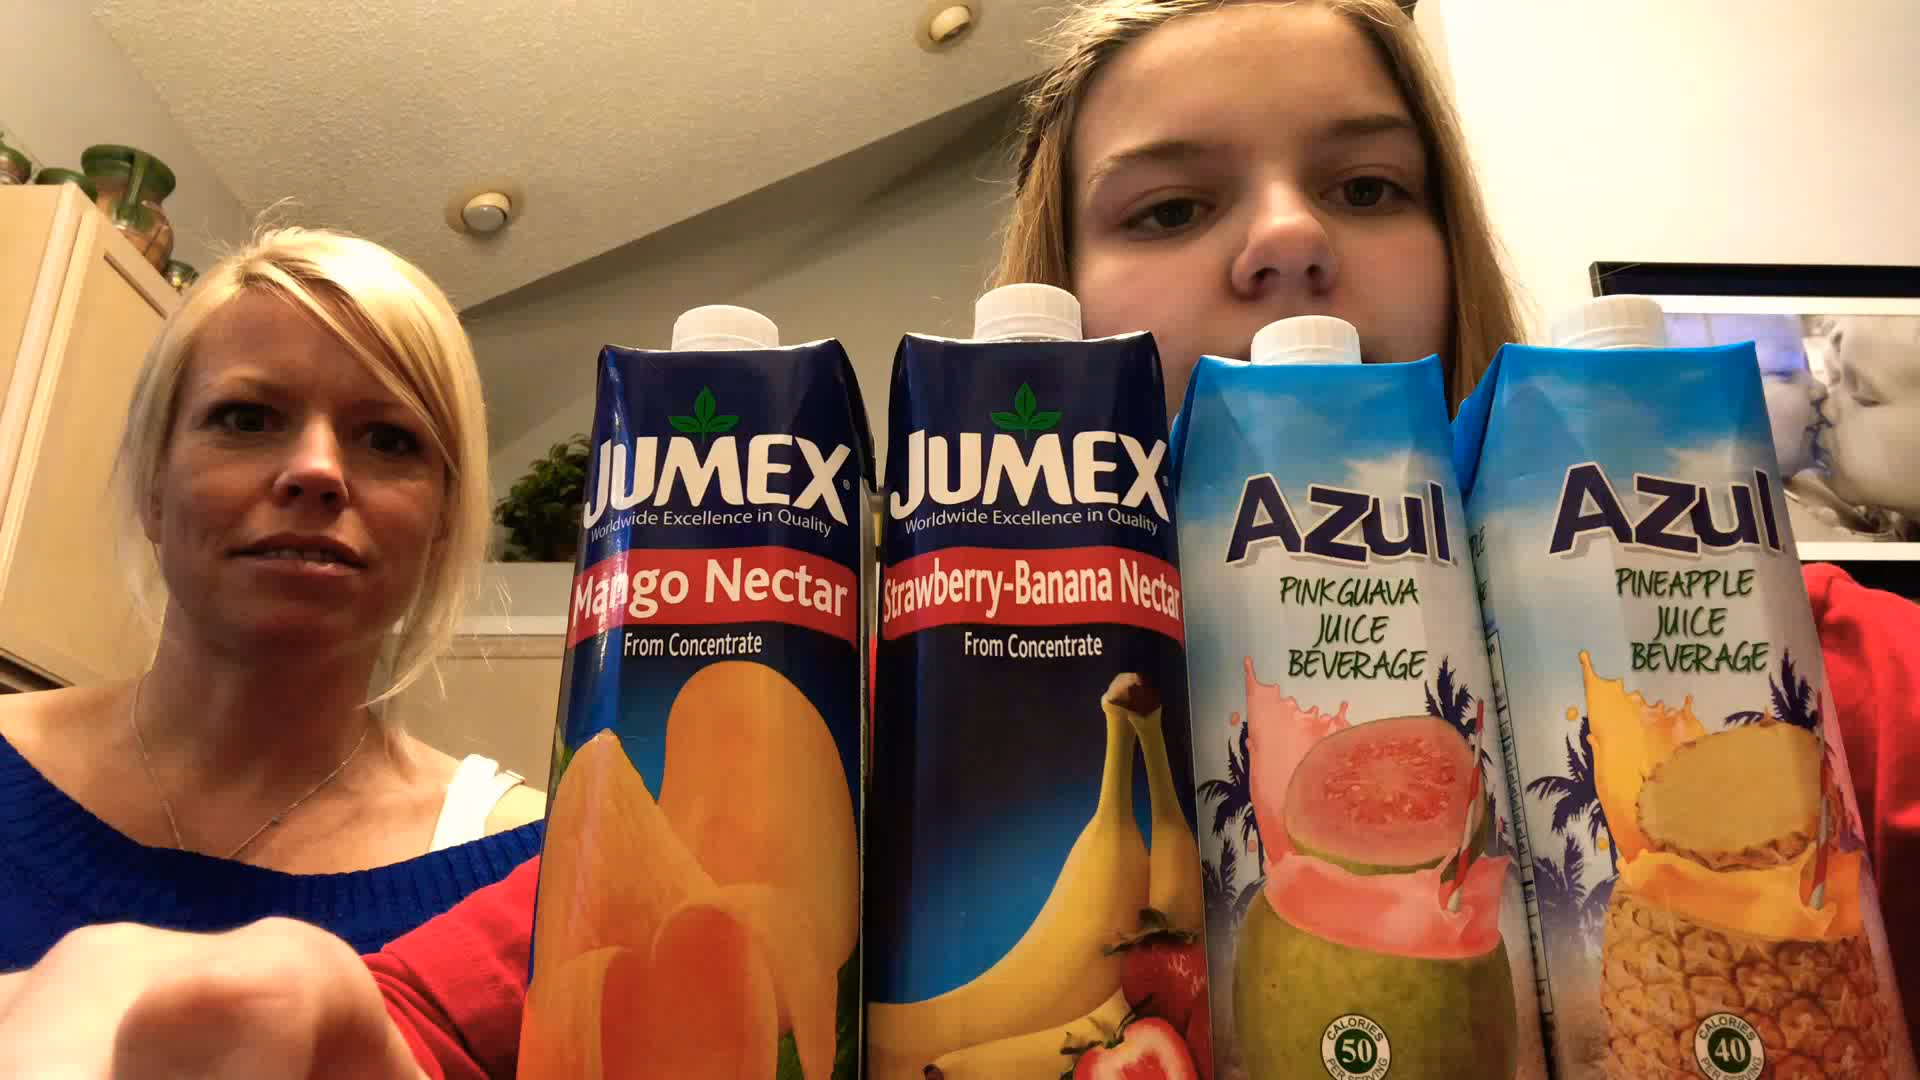 JUMEX
Worldwide Excellence in Quality
Mango Nectar
From Concentrate
JUMEX
Worldwide Excellence in Quality
Strawberry-Banana Nectar
From Concentrate
Azul
PINK GUAVA
JUICE
BEVERAGE
CALORIES
50
PER SERVING
Azul
PINEAPPLE
JUICE
BEVERAGE
CALORIES
40
PER SERVING